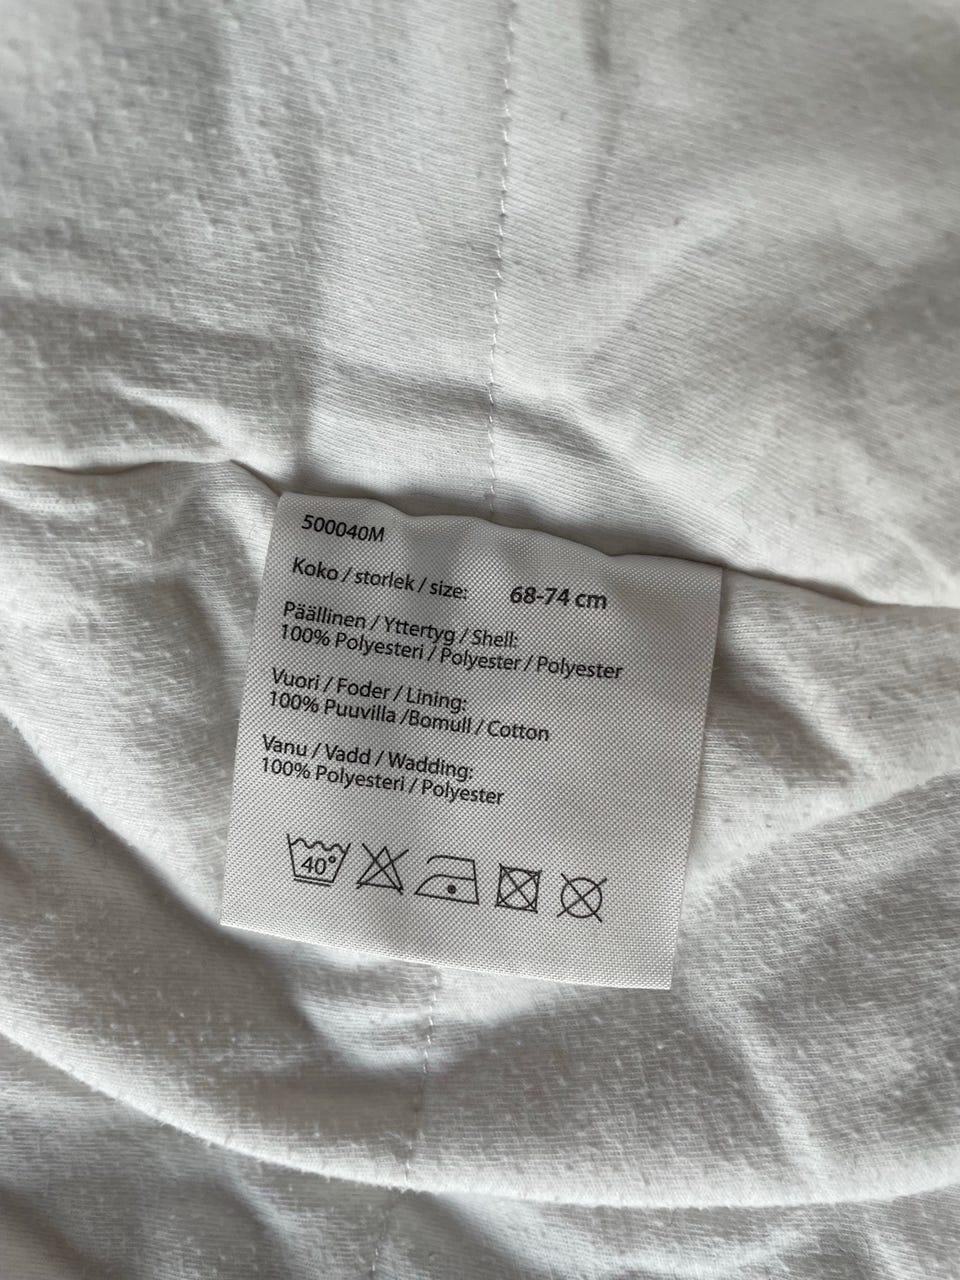 500040M
Koko / storlek / size: 68-74 cm
Päällinen / Yttertyg / Shell:
100% Polyesteri / Polyester / Polyester
Vuori / Foder / Lining:
100% Puuvilla /Bomull / Cotton
Vanu / Vadd / Wadding:
100% Polyesteri / Polyester
40°